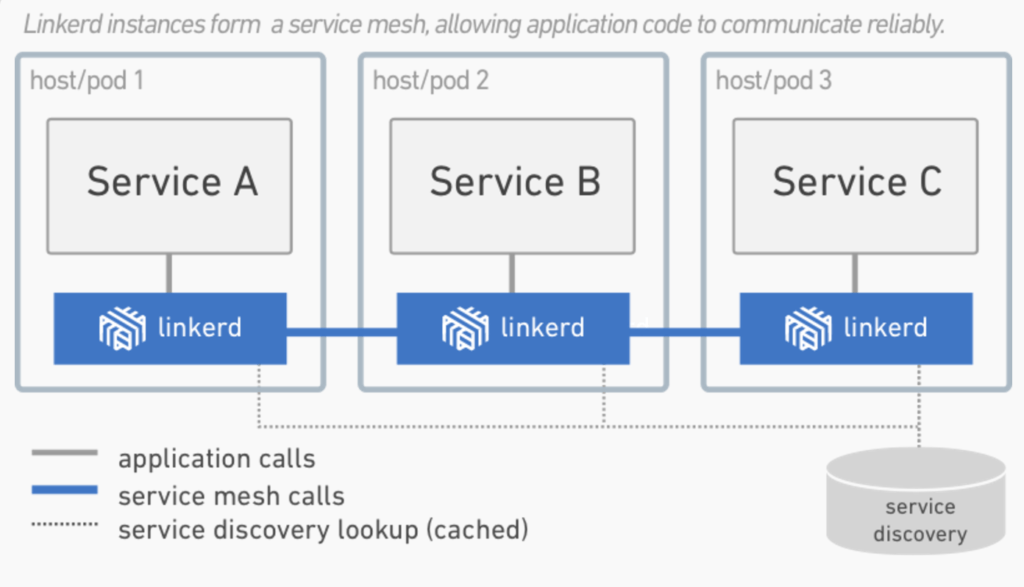 Linkerd instances form a service mesh, allowing application code to communicate reliably.
host/pod 1
host/pod 2
host/pod 3
Service A
Service B
Service C
linkerd
linkerd
linkerd
application calls
service mesh calls
service discovery lookup (cached)
service
discovery